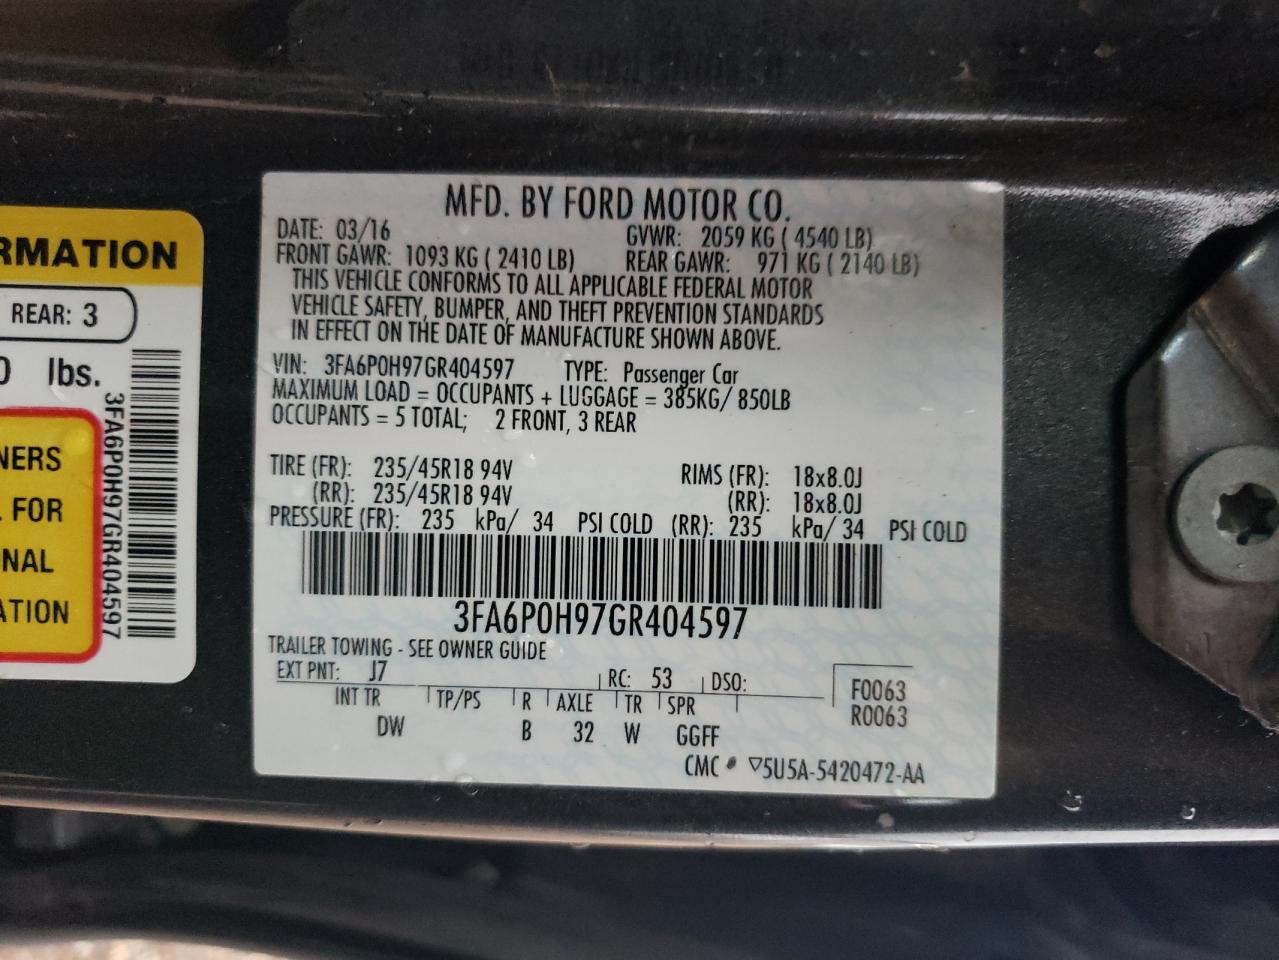 RMATION
REAR: 3
0 lbs.
NERS
FOR
NAL
ATION
3FA6P0H97GR404597
MFD. BY FORD MOTOR CO.
DATE: 03/16 GVWR: 2059 KG ( 4540 LB)
FRONT GAWR: 1093 KG ( 2410 LB) REAR GAWR: 971 KG ( 2140 LB)
THIS VEHICLE CONFORMS TO ALL APPLICABLE FEDERAL MOTOR
VEHICLE SAFETY, BUMPER, AND THEFT PREVENTION STANDARDS
IN EFFECT ON THE DATE OF MANUFACTURE SHOWN ABOVE.
VIN: 3FA6P0H97GR404597 TYPE: Passenger Car
MAXIMUM LOAD = OCCUPANTS + LUGGAGE = 385KG/ 850LB
OCCUPANTS = 5 TOTAL; 2 FRONT, 3 REAR
TIRE (FR): 235/45R18 94V RIMS (FR): 18x8.0J
(RR): 235/45R18 94V (RR): 18x8.0J
PRESSURE (FR): 235 kPa/ 34 PSI COLD (RR): 235 kPa/ 34 PSI COLD
3FA6P0H97GR404597
TRAILER TOWING - SEE OWNER GUIDE
EXT PNT: J7 RC: 53 DSO: F0063
INT TR TP/PS R AXLE TR SPR R0063
DW B 32 W GGFF
CMC 5U5A-5420472-AA